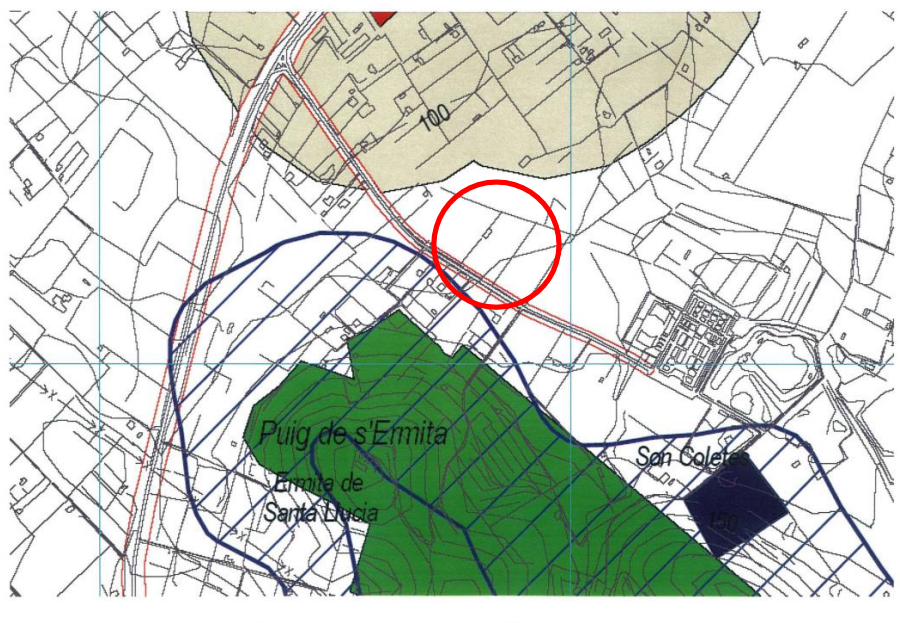 100
Puig de s'Ermita
Ermita de
Santa Llucia
Son Coletes
150